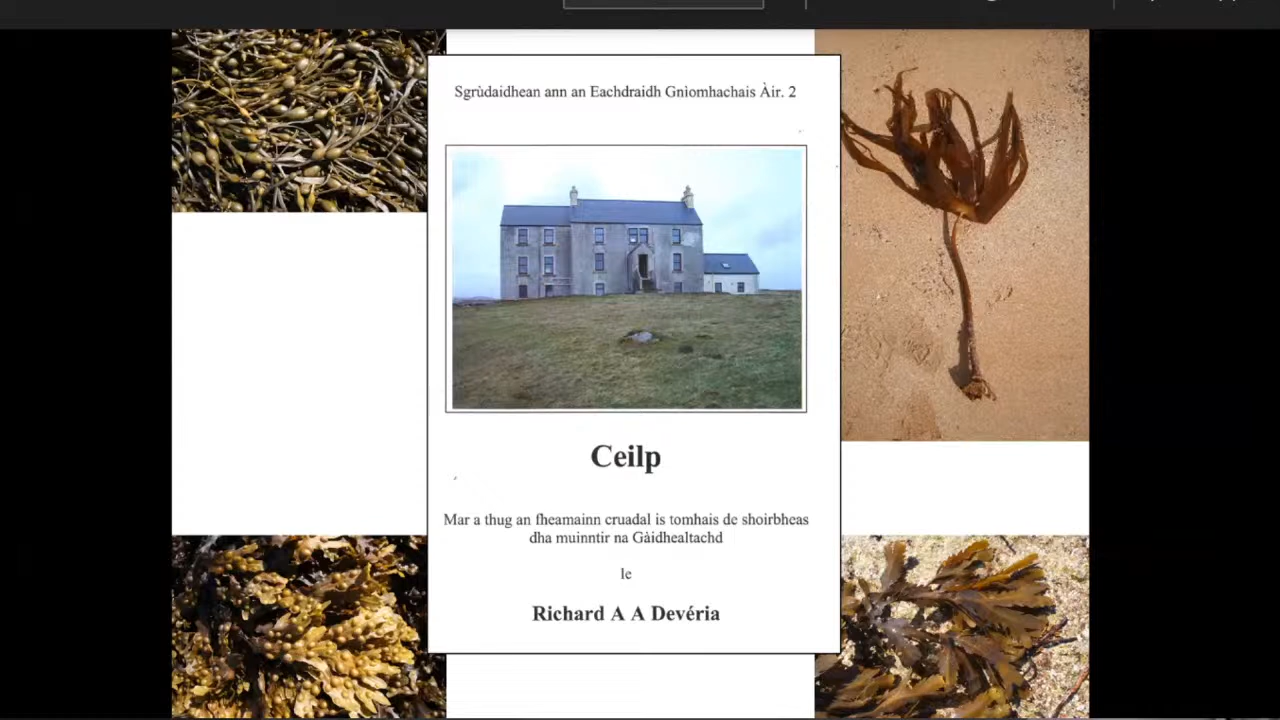 Sgrùdaidhean ann an Eachdraidh Gnìomhachais Àir. 2
Ceilp
Mar a thug an fheamainn cruadal is tomhais de shoirbheas
dha muinntir na Gàidhealtachd
le
Richard A A Devéria